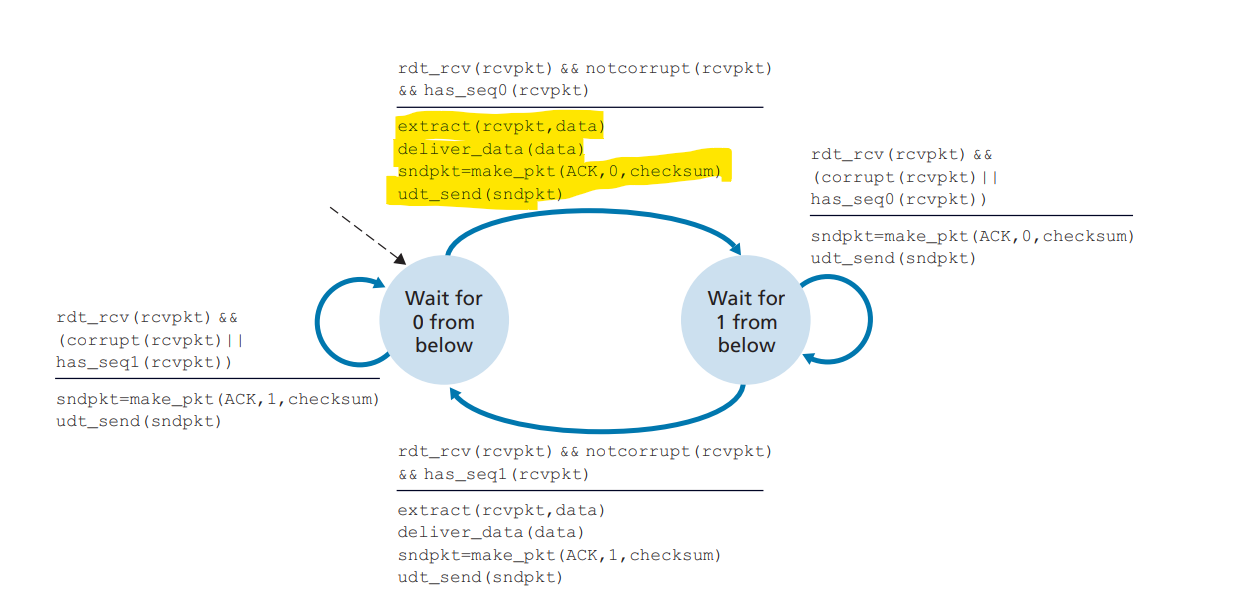 rdt_rcv(rcvpkt) && notcorrupt(rcvpkt)
&& has_seq0(rcvpkt)
extract(rcvpkt,data)
deliver_data(data)
sndpkt=make_pkt(ACK,0,checksum)
udt_send(sndpkt)
rdt_rcv(rcvpkt) &&
(corrupt(rcvpkt)||
has_seq0(rcvpkt))
sndpkt=make_pkt(ACK,0,checksum)
udt_send(sndpkt)
Wait for
0 from
below
Wait for
1 from
below
rdt_rcv(rcvpkt) &&
(corrupt(rcvpkt)||
has_seq1(rcvpkt))
sndpkt=make_pkt(ACK,1,checksum)
udt_send(sndpkt)
rdt_rcv(rcvpkt) && notcorrupt(rcvpkt)
&& has_seq1(rcvpkt)
extract(rcvpkt,data)
deliver_data(data)
sndpkt=make_pkt(ACK,1,checksum)
udt_send(sndpkt)